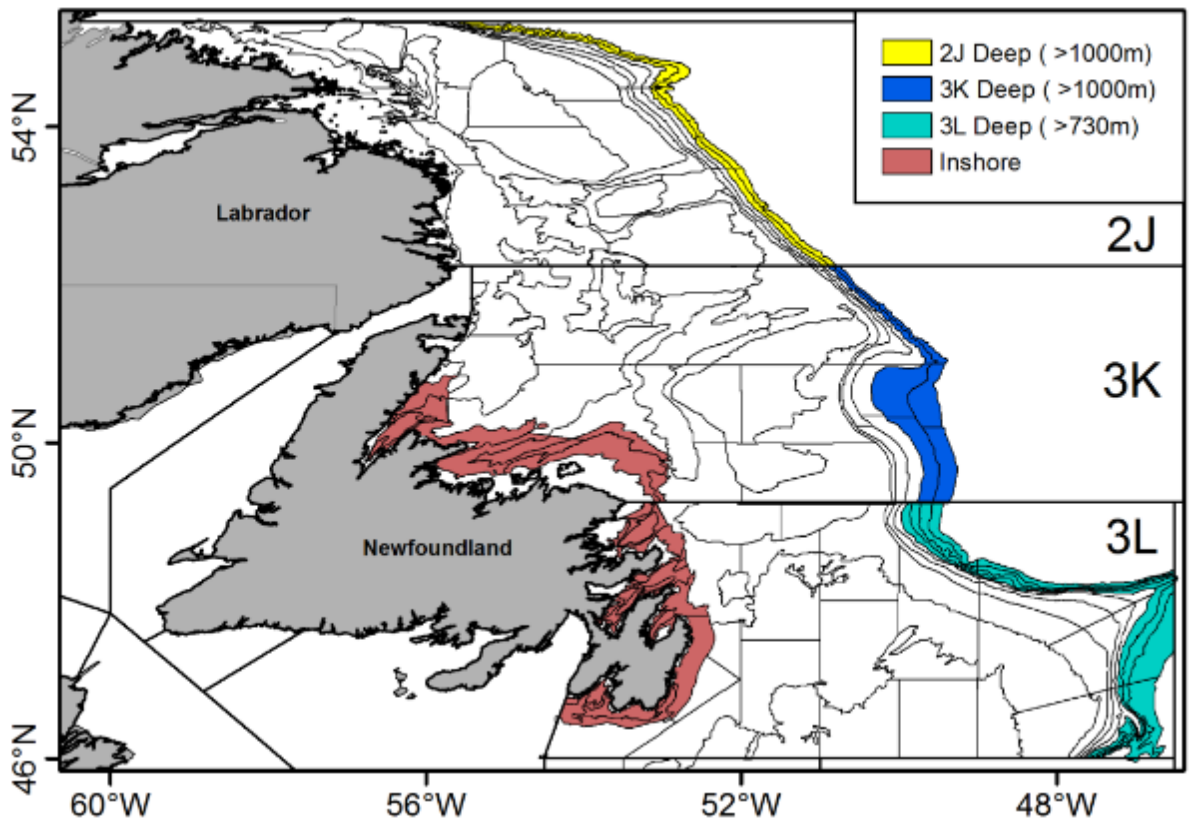 2J Deep ( >1000m)
3K Deep ( >1000m)
3L Deep ( >730m)
Inshore
54°N
Labrador
2J
3K
50°N
3L
Newfoundland
46°N
60°W
56°W
52°W
48°W